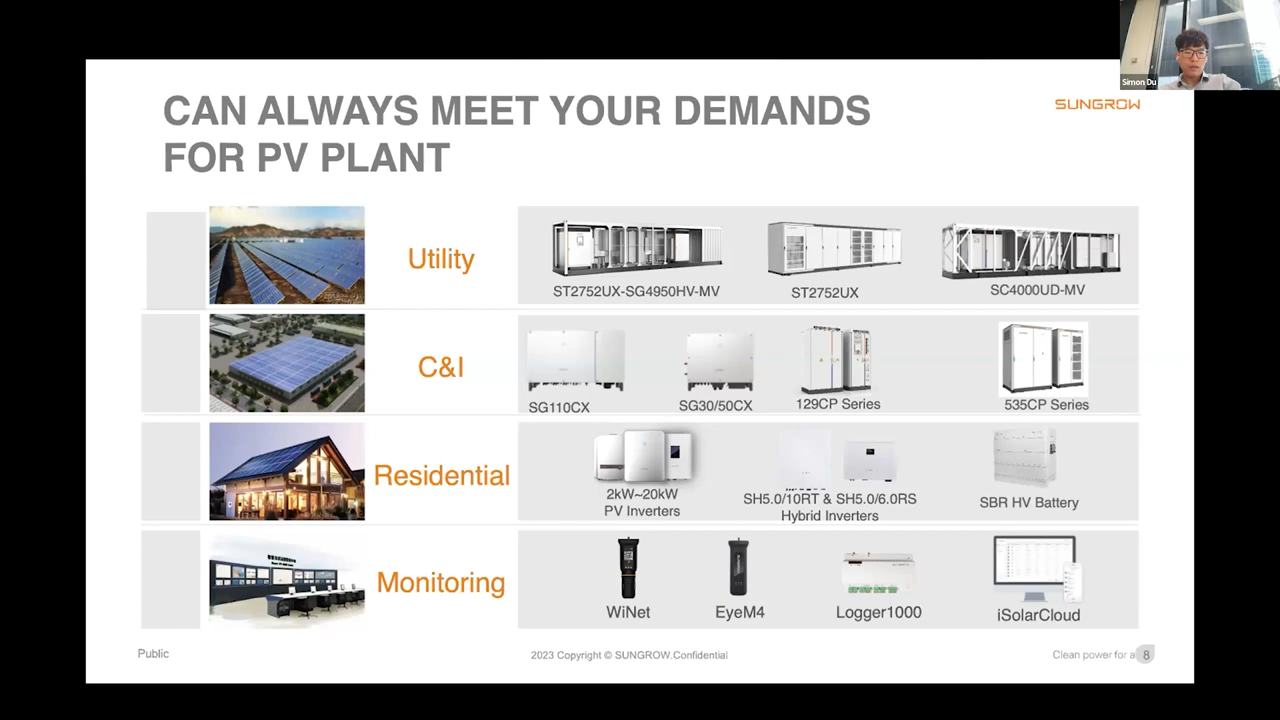 Simon Du
SUNGROW
CAN ALWAYS MEET YOUR DEMANDS
FOR PV PLANT
Utility
ST2752UX-SG4950HV-MV
ST2752UX
SC4000UD-MV
C&I
SG110CX
SG30/50CX
129CP Series
535CP Series
Residential
2kW~20kW
PV Inverters
SH5.0/10RT & SH5.0/6.0RS
Hybrid Inverters
SBR HV Battery
Monitoring
WiNet
EyeM4
Logger1000
iSolarCloud
Public
2023 Copyright © SUNGROW.Confidential
Clean power for a
8